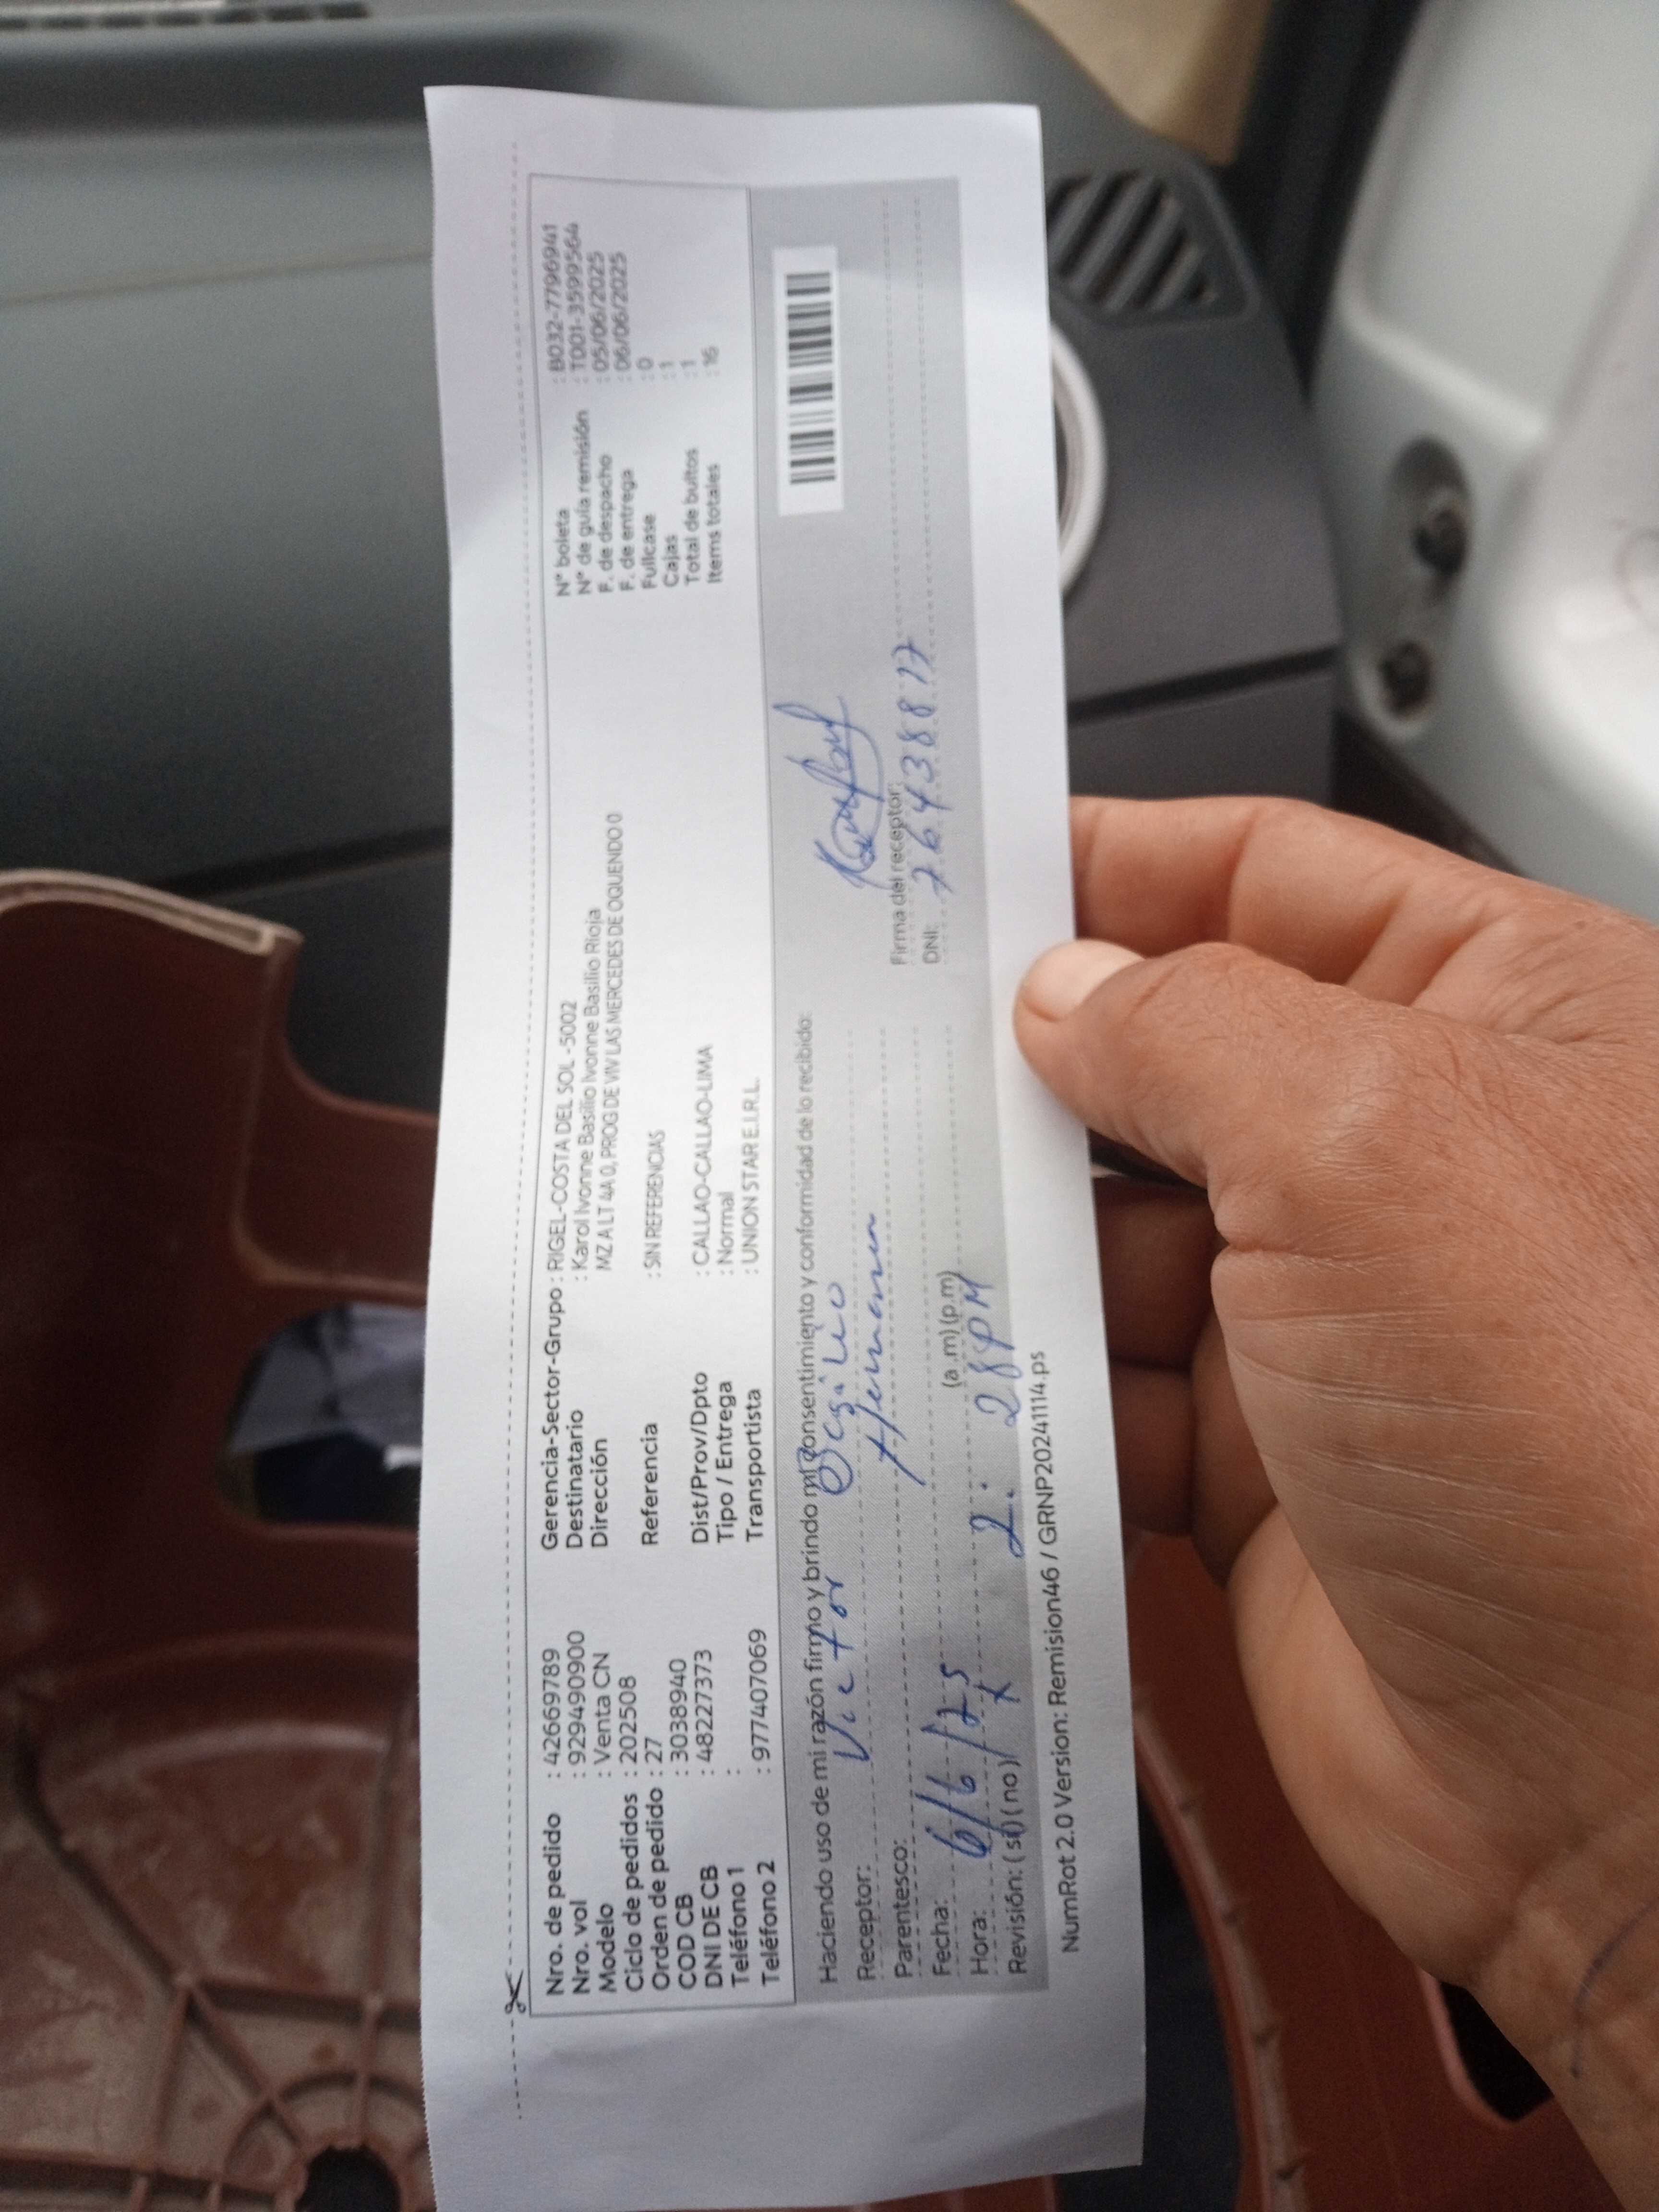 Nro. de pedido : 42669789
Nro. vol : 929490900
Modelo : Venta CN
Ciclo de pedidos : 202508
Orden de pedido : 27
COD CB : 3038940
DNI DE CB : 48227373
Teléfono 1 :
Teléfono 2 : 977407069
Gerencia-Sector-Grupo : RIGEL-COSTA DEL SOL -5002
Destinatario : Karol Ivonne Basilio Ivonne Basilio Rioja
Dirección MZ A LT 4A 0, PROG DE VIV LAS MERCEDES DE OQUENDO 0
Referencia : SIN REFERENCIAS
Dist/Prov/Dpto : CALLAO-CALLAO-LIMA
Tipo / Entrega : Normal
Transportista : UNION STAR E.I.R.L.
N° boleta : B032-7796941
N° de guía remisión : T001-3599564
F. de despacho : 05/06/2025
F. de entrega : 06/06/2025
Fullcase : 0
Cajas : 1
Total de bultos : 1
Items totales : 16
Haciendo uso de mi razón firmo y brindo mi consentimiento y conformidad de lo recibido:
Receptor: Victor Basilio
Parentesco: Hermano
Fecha: 6/6/25
Hora: 2:28 PM (a.m) (p.m)
Revisión: ( si) ( no ) x
Firma del receptor:
DNI: 76438817
NumRot 2.0 Version: Remision46 / GRNP20241114.ps